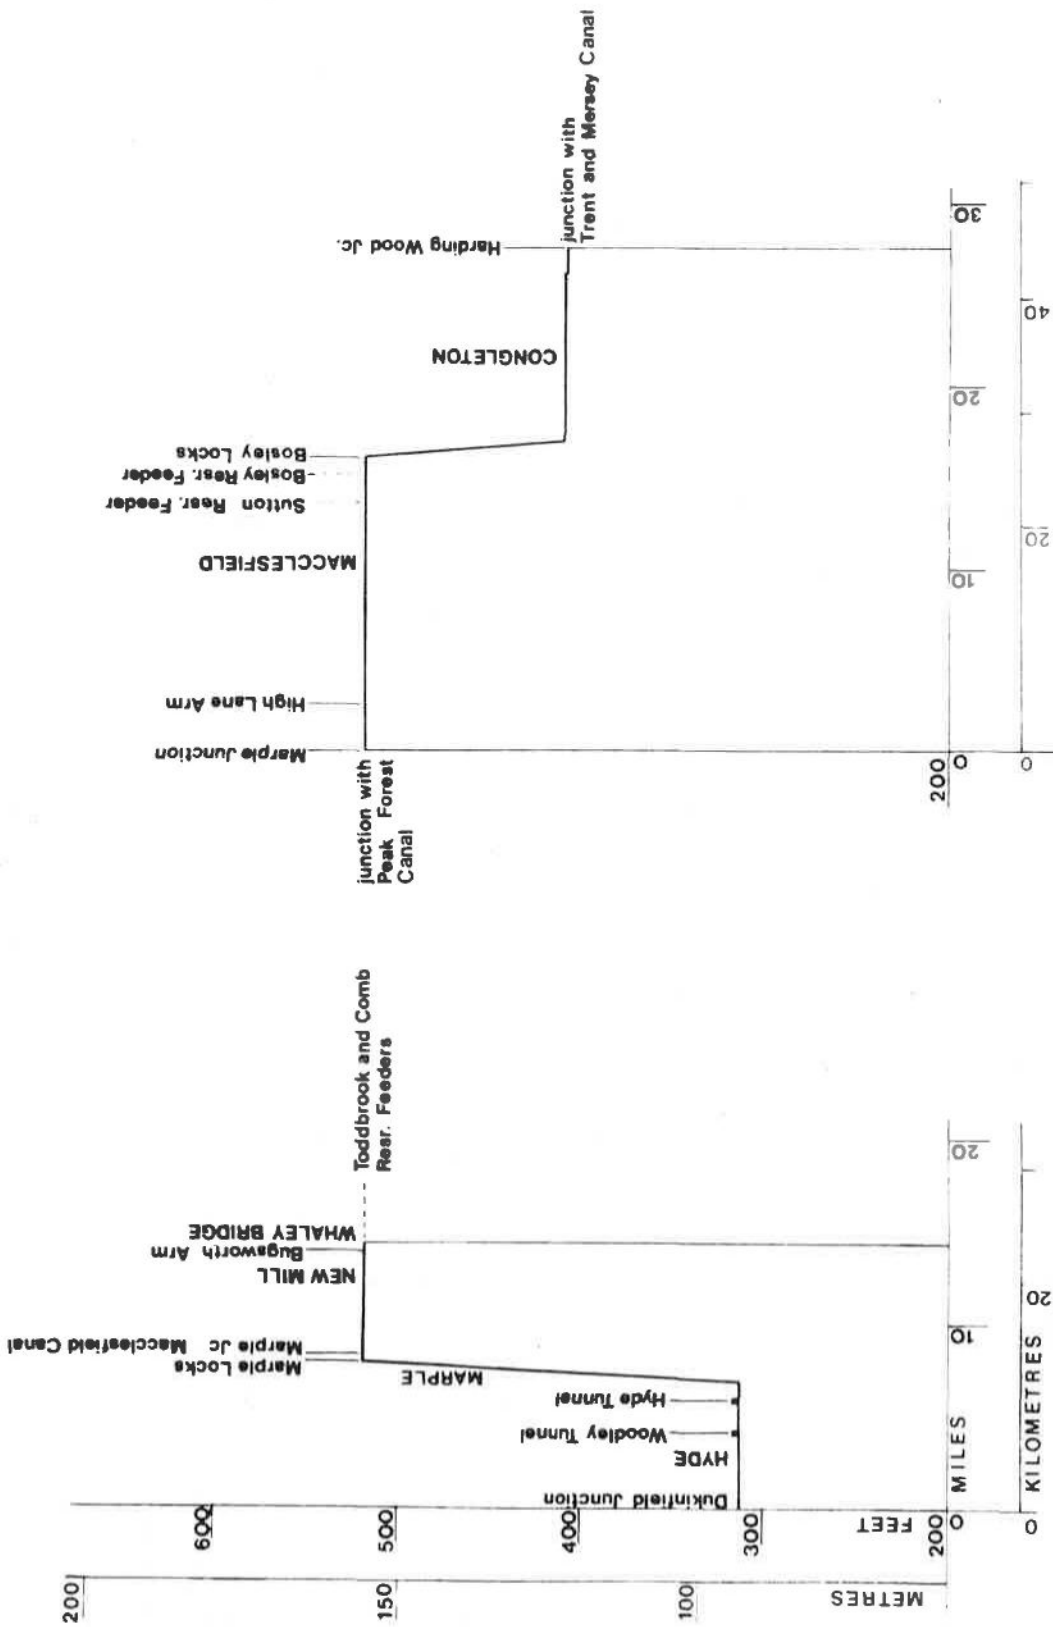 200
150
100
METRES
600
500
400
300
200
FEET
Dukinfield Junction
HYDE
Woodley Tunnel
Hyde Tunnel
MARPLE
Marple Locks
Marple Jc Macclesfield Canal
NEW MILL
Bugsworth Arm
WHALEY BRIDGE
Toddbrook and Comb
Resr. Feeders
0
MILES
10
20
0
KILOMETRES
20
junction with
Peak Forest
Canal
Marple Junction
High Lane Arm
MACCLESFIELD
Sutton Resr. Feeder
Bosley Resr. Feeder
Bosley Locks
CONGLETON
Harding Wood Jc.
junction with
Trent and Mersey Canal
200
0
10
20
30
0
20
40